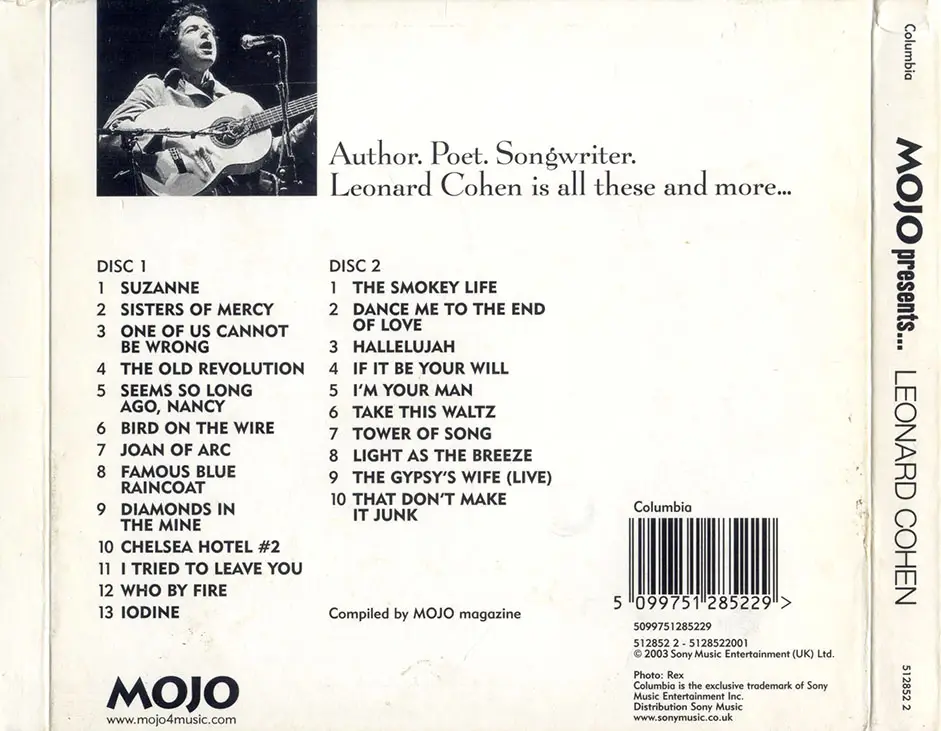 Author. Poet. Songwriter.
Leonard Cohen is all these and more...
DISC 1
1 SUZANNE
2 SISTERS OF MERCY
3 ONE OF US CANNOT
BE WRONG
4 THE OLD REVOLUTION
5 SEEMS SO LONG
AGO, NANCY
6 BIRD ON THE WIRE
7 JOAN OF ARC
8 FAMOUS BLUE
RAINCOAT
9 DIAMONDS IN
THE MINE
10 CHELSEA HOTEL #2
11 I TRIED TO LEAVE YOU
12 WHO BY FIRE
13 IODINE
DISC 2
1 THE SMOKEY LIFE
2 DANCE ME TO THE END
OF LOVE
3 HALLELUJAH
4 IF IT BE YOUR WILL
5 I'M YOUR MAN
6 TAKE THIS WALTZ
7 TOWER OF SONG
8 LIGHT AS THE BREEZE
9 THE GYPSY'S WIFE (LIVE)
10 THAT DON'T MAKE
IT JUNK
Compiled by MOJO magazine
MOJO
www.mojo4music.com
Columbia
5 099751 285229 >
5099751285229
512852 2 - 5128522001
© 2003 Sony Music Entertainment (UK) Ltd.
Photo: Rex
Columbia is the exclusive trademark of Sony
Music Entertainment Inc.
Distribution Sony Music
www.sonymusic.co.uk
Columbia
MOJO presents... LEONARD COHEN
512852 2